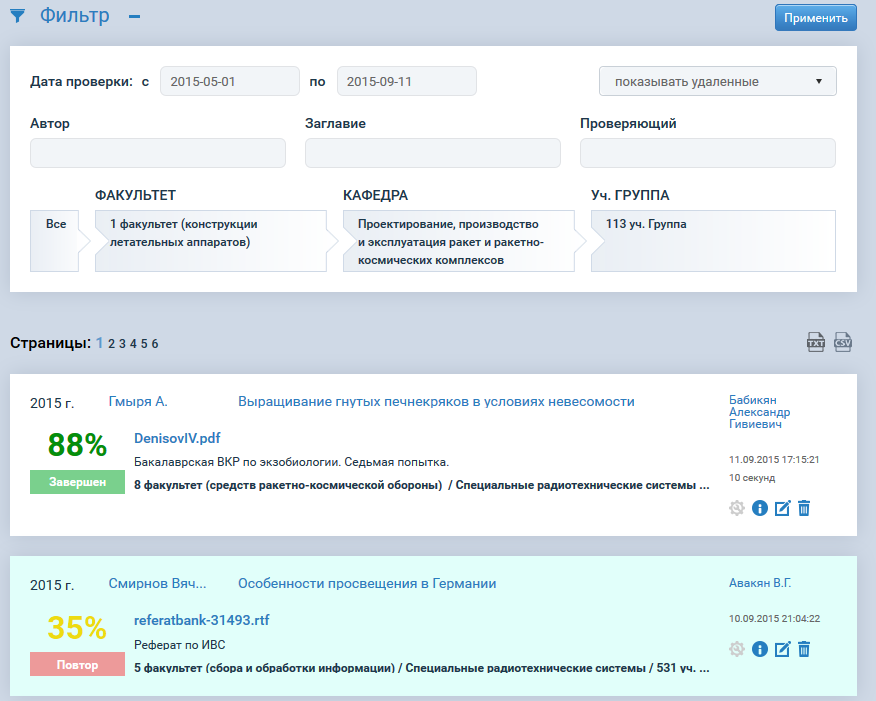 Фильтр
Применить
Дата проверки: с 2015-05-01 по 2015-09-11 показывать удаленные
Автор Заглавие Проверяющий
ФАКУЛЬТЕТ КАФЕДРА Уч. ГРУППА
Все 1 факультет (конструкции Проектирование, производство 113 уч. Группа
летательных аппаратов) и эксплуатация ракет и ракетно-
космических комплексов
Страницы: 1 2 3 4 5 6
TXT CSV
2015 г. Гмыря А. Выращивание гнутых печнекряков в условиях невесомости Бабикян
Александр
Гивиевич
88% DenisovIV.pdf
Бакалаврская ВКР по экзобиологии. Седьмая попытка. 11.09.2015 17:15:21
Завершен 8 факультет (средств ракетно-космической обороны) / Специальные радиотехнические системы ... 10 секунд
2015 г. Смирнов Вяч... Особенности просвещения в Германии Авакян В.Г.
35% referatbank-31493.rtf 10.09.2015 21:04:22
Реферат по ИВС
Повтор 5 факультет (сбора и обработки информации) / Специальные радиотехнические системы / 531 уч. ...